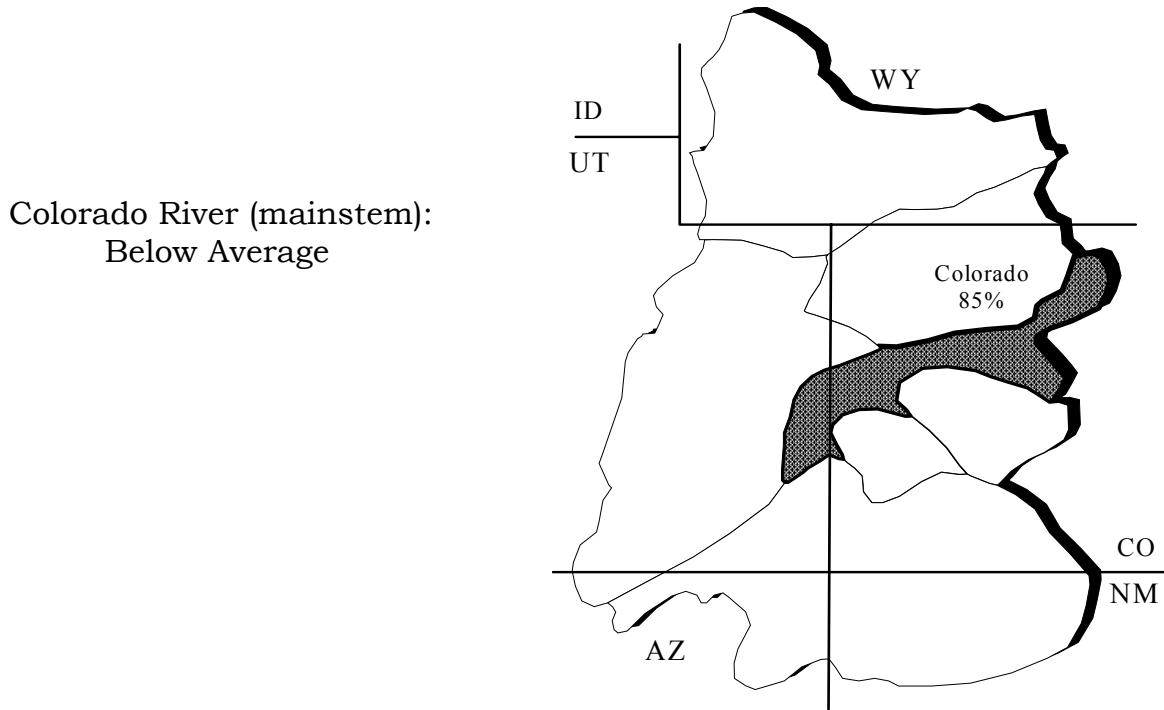 Colorado River (mainstem):
Below Average
WY
ID
UT
Colorado
85%
CO
NM
AZ